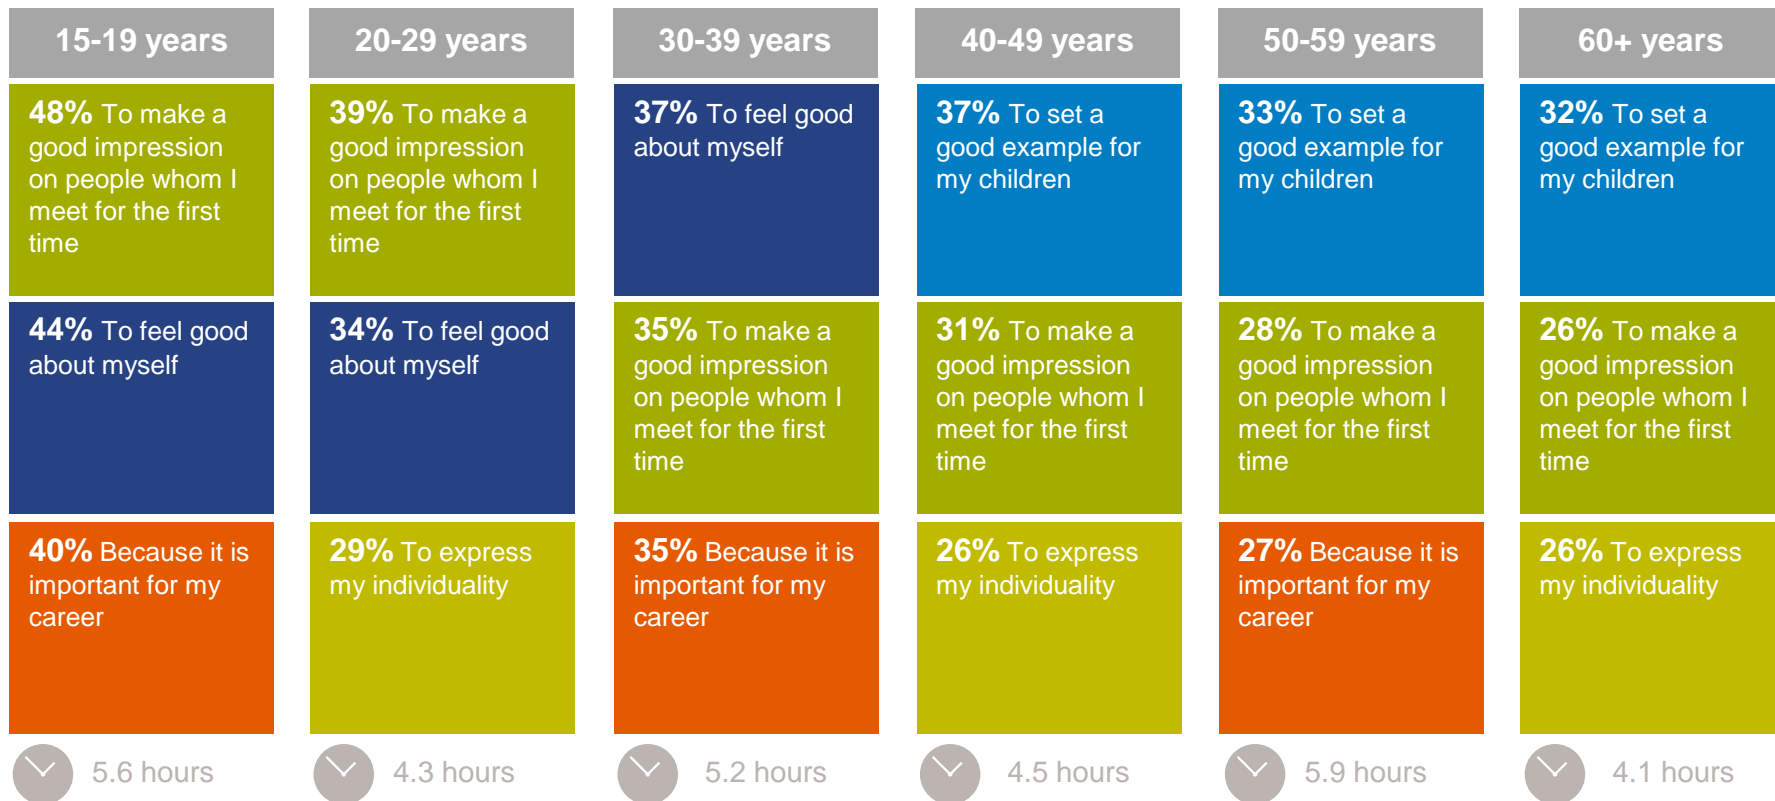 15-19 years
48% To make a
good impression
on people whom I
meet for the first
time
44% To feel good
about myself
40% Because it is
important for my
career
5.6 hours
20-29 years
39% To make a
good impression
on people whom I
meet for the first
time
34% To feel good
about myself
29% To express
my individuality
4.3 hours
30-39 years
37% To feel good
about myself
35% To make a
good impression
on people whom I
meet for the first
time
35% Because it is
important for my
career
5.2 hours
40-49 years
37% To set a
good example for
my children
31% To make a
good impression
on people whom I
meet for the first
time
26% To express
my individuality
4.5 hours
50-59 years
33% To set a
good example for
my children
28% To make a
good impression
on people whom I
meet for the first
time
27% Because it is
important for my
career
5.9 hours
60+ years
32% To set a
good example for
my children
26% To make a
good impression
on people whom I
meet for the first
time
26% To express
my individuality
4.1 hours